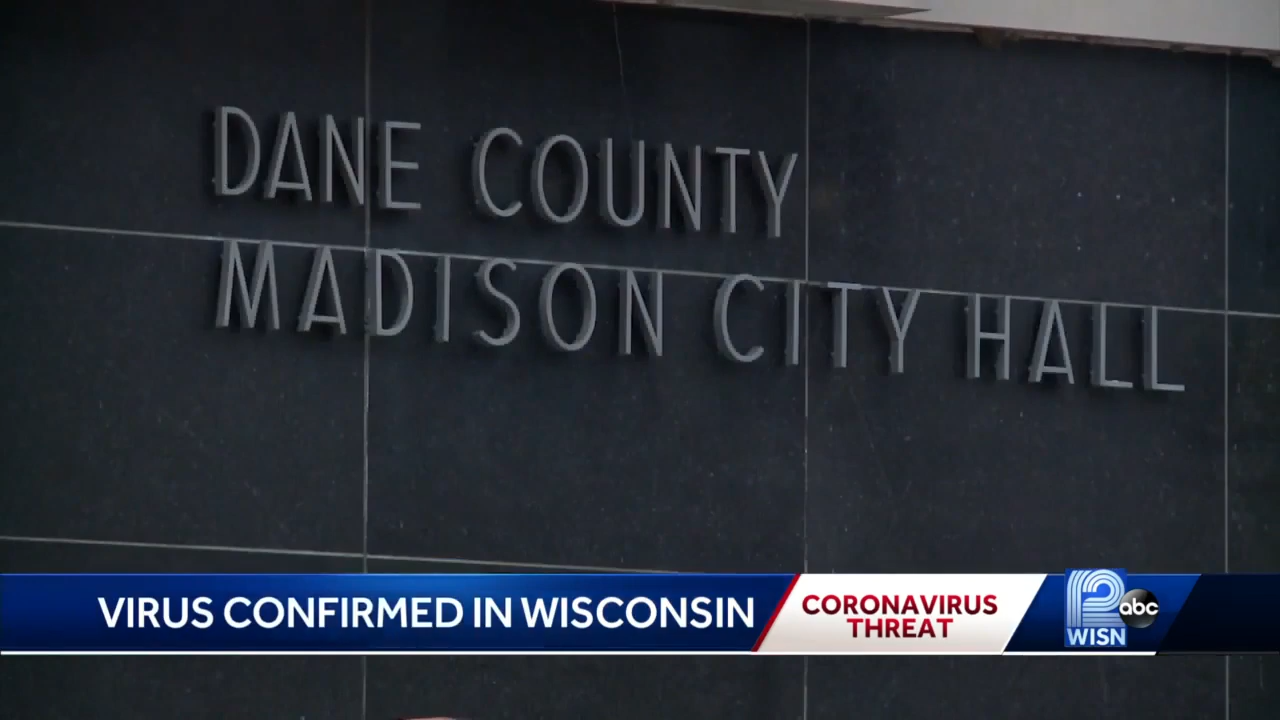 DANE COUNTY
MADISON CITY HALL
VIRUS CONFIRMED IN WISCONSIN
CORONAVIRUS
THREAT
12
abc
WISN